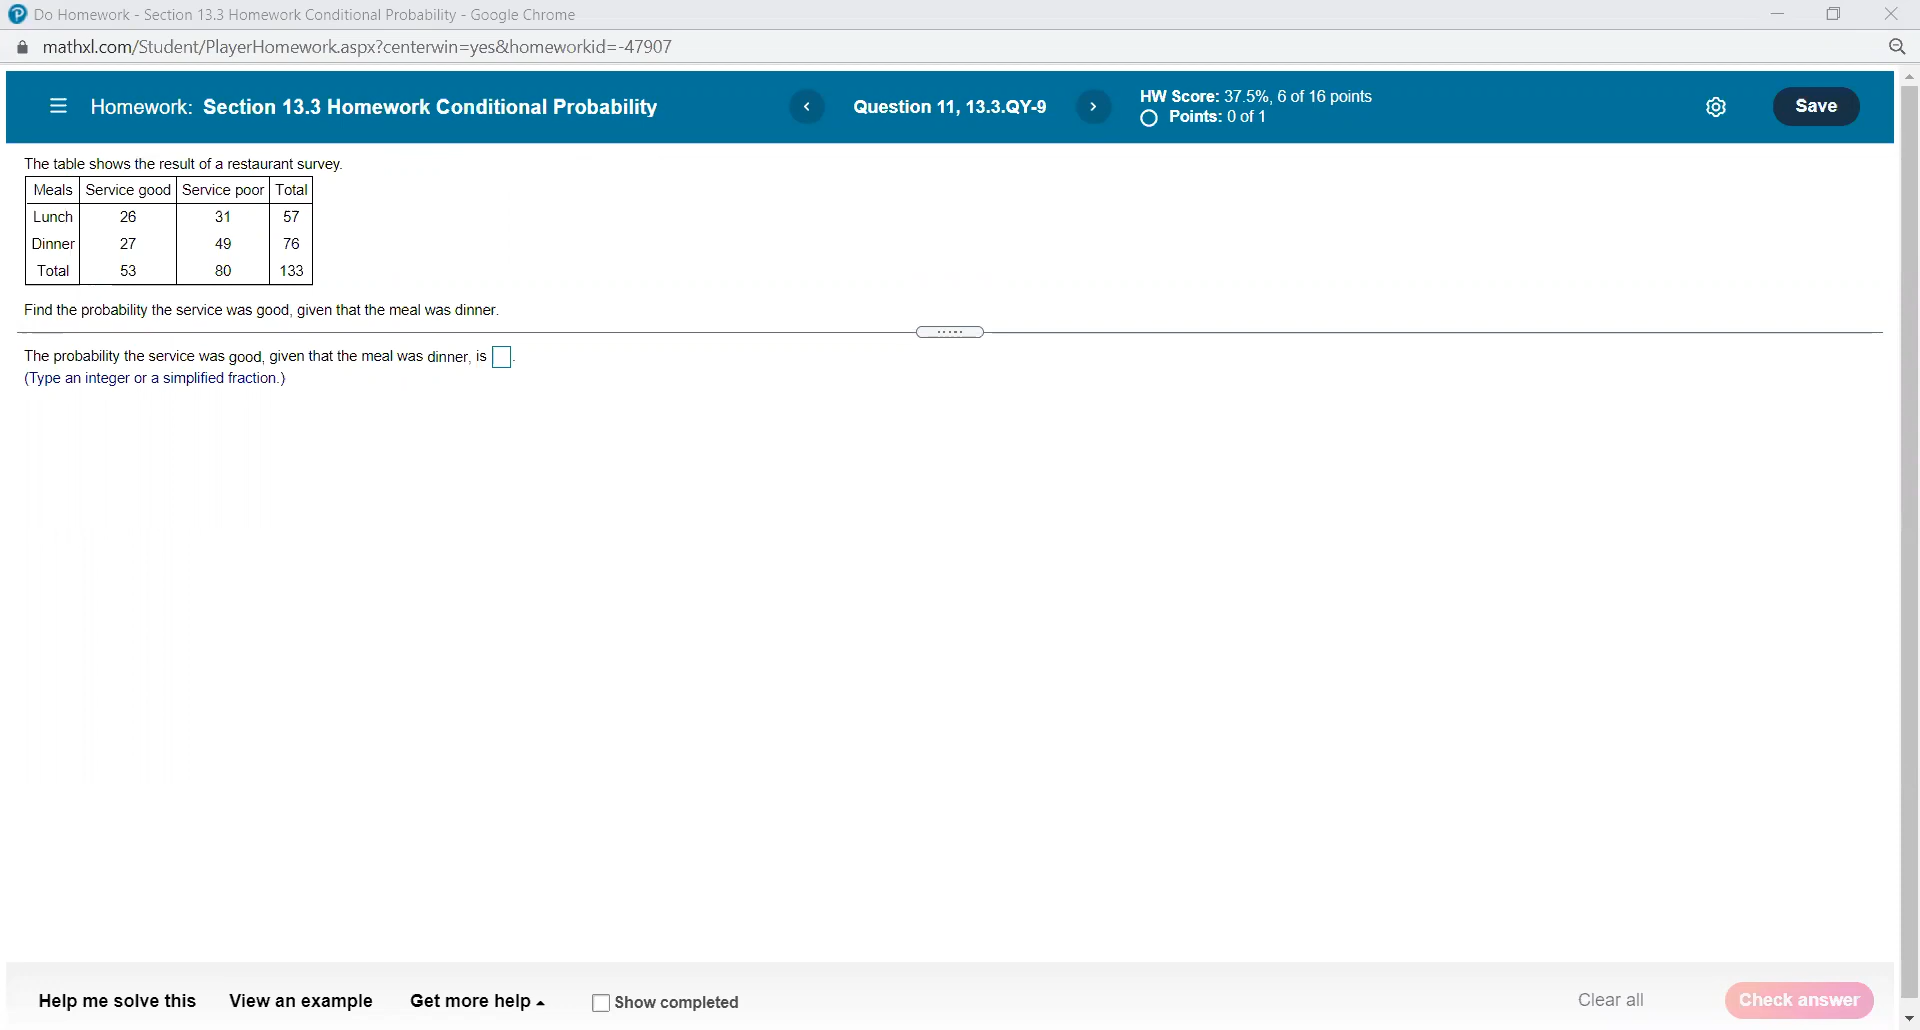 Do Homework - Section 13.3 Homework Conditional Probability - Google Chrome
mathxl.com/Student/PlayerHomework.aspx?centerwin=yes&homeworkid=-47907
Homework: Section 13.3 Homework Conditional Probability
Question 11, 13.3.QY-9
HW Score: 37.5%, 6 of 16 points
Points: 0 of 1
Save
The table shows the result of a restaurant survey.
Meals Service good Service poor Total
Lunch 26 31 57
Dinner 27 49 76
Total 53 80 133
Find the probability the service was good, given that the meal was dinner.
The probability the service was good, given that the meal was dinner, is .
(Type an integer or a simplified fraction.)
Help me solve this View an example Get more help Show completed Clear all Check answer